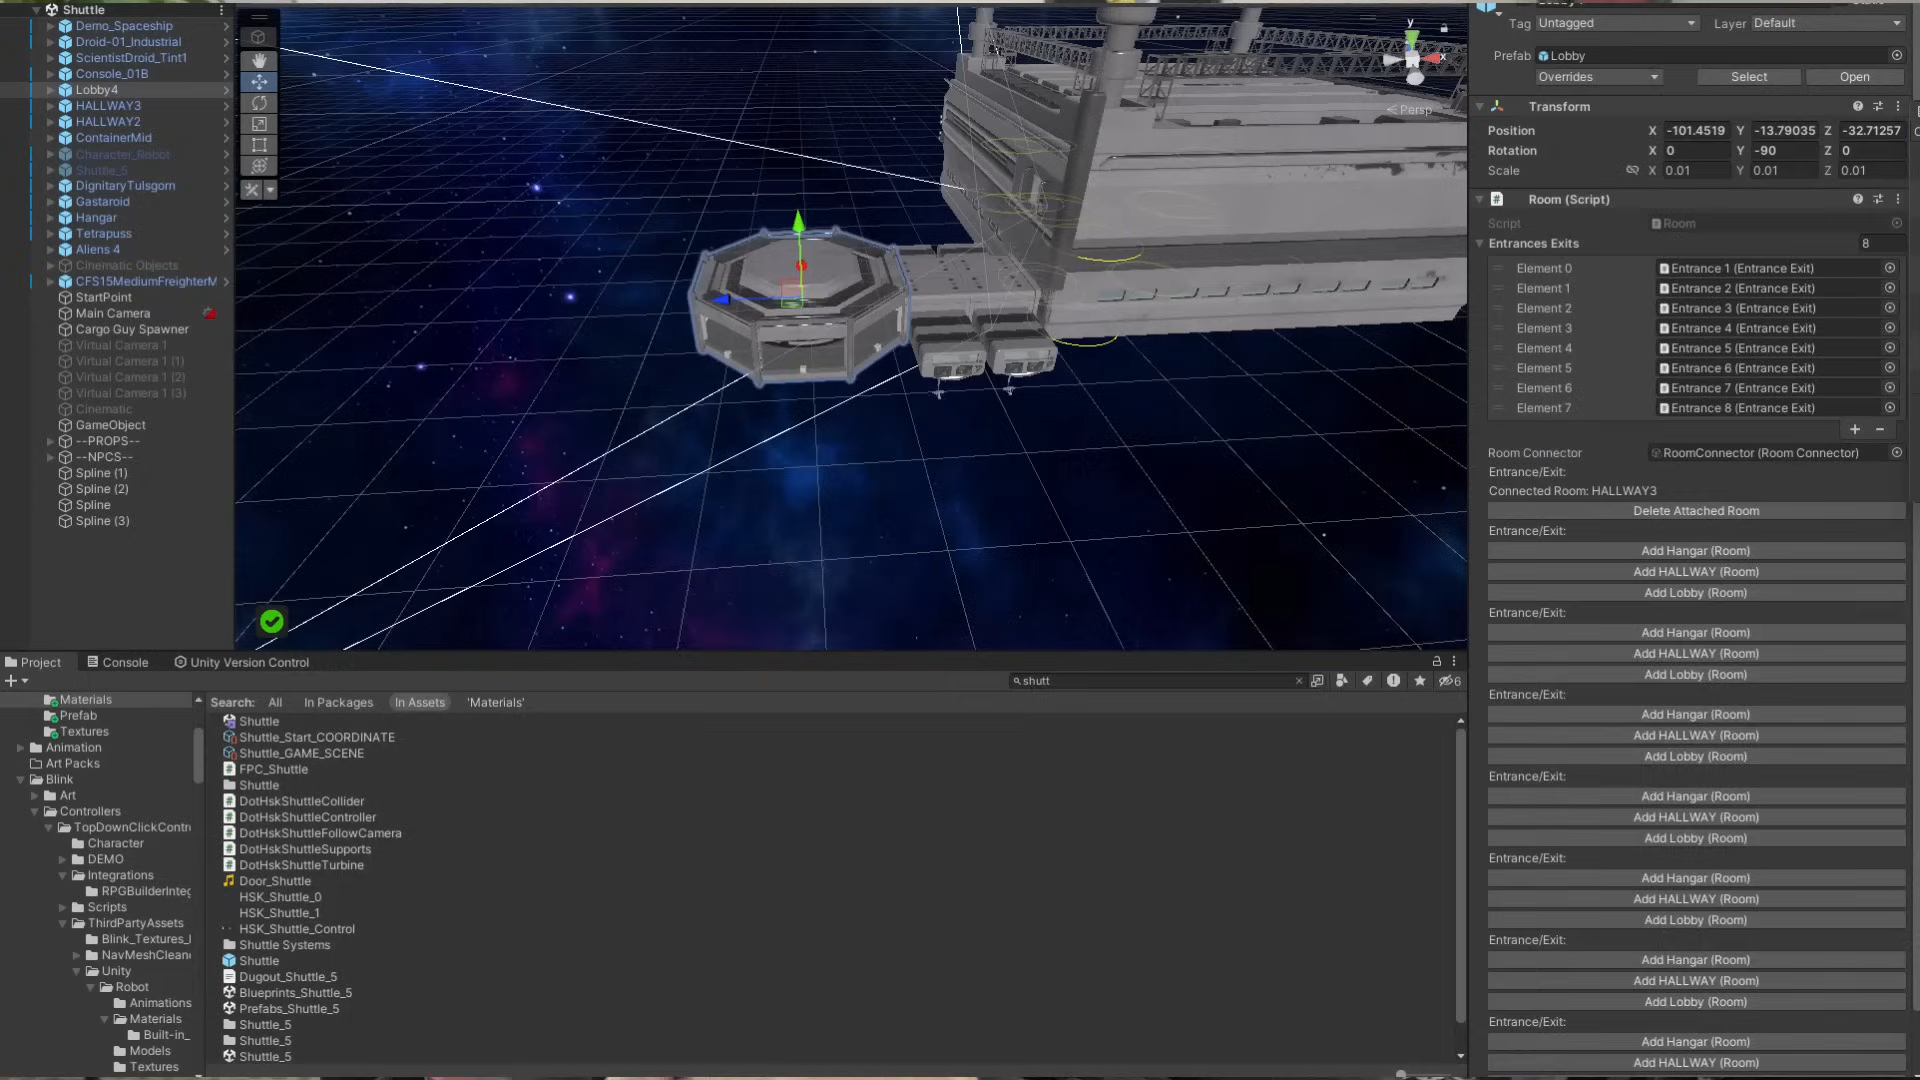 Shuttle
Demo_Spaceship
Droid-01_Industrial
ScientistDroid_Tint1
Console_01B
Lobby4
HALLWAY3
HALLWAY2
ContainerMid
Character_Robot
Shuttle_5
DignitaryTulsgorn
Gastaroid
Hangar
Tetrapuss
Aliens 4
Cinematic Objects
CFS15MediumFreighterM
StartPoint
Main Camera
Cargo Guy Spawner
Virtual Camera 1
Virtual Camera 1 (1)
Virtual Camera 1 (2)
Virtual Camera 1 (3)
Cinematic
GameObject
--PROPS--
--NPCS--
Spline (1)
Spline (2)
Spline
Spline (3)
y
x
Persp
Tag Untagged Layer Default
Prefab Lobby
Overrides Select Open
Transform
Position X -101.4519 Y -13.79035 Z -32.71257
Rotation X 0 Y -90 Z 0
Scale X 0.01 Y 0.01 Z 0.01
Room (Script)
Script Room
Entrances Exits 8
Element 0 Entrance 1 (Entrance Exit)
Element 1 Entrance 2 (Entrance Exit)
Element 2 Entrance 3 (Entrance Exit)
Element 3 Entrance 4 (Entrance Exit)
Element 4 Entrance 5 (Entrance Exit)
Element 5 Entrance 6 (Entrance Exit)
Element 6 Entrance 7 (Entrance Exit)
Element 7 Entrance 8 (Entrance Exit)
Room Connector RoomConnector (Room Connector)
Entrance/Exit:
Connected Room: HALLWAY3
Delete Attached Room
Entrance/Exit:
Add Hangar (Room)
Add HALLWAY (Room)
Add Lobby (Room)
Entrance/Exit:
Add Hangar (Room)
Add HALLWAY (Room)
Add Lobby (Room)
Entrance/Exit:
Add Hangar (Room)
Add HALLWAY (Room)
Add Lobby (Room)
Entrance/Exit:
Add Hangar (Room)
Add HALLWAY (Room)
Add Lobby (Room)
Entrance/Exit:
Add Hangar (Room)
Add HALLWAY (Room)
Add Lobby (Room)
Entrance/Exit:
Add Hangar (Room)
Add HALLWAY (Room)
Add Lobby (Room)
Entrance/Exit:
Add Hangar (Room)
Add HALLWAY (Room)
Project Console Unity Version Control
shutt
6
Materials
Prefab
Textures
Animation
Art Packs
Blink
Art
Controllers
TopDownClickContr
Character
DEMO
Integrations
RPGBuilderInteg
Scripts
ThirdPartyAssets
Blink_Textures_
NavMeshClean
Unity
Robot
Animations
Materials
Built-in_
Models
Textures
Search: All In Packages In Assets 'Materials'
Shuttle
Shuttle_Start_COORDINATE
Shuttle_GAME_SCENE
FPC_Shuttle
Shuttle
DotHskShuttleCollider
DotHskShuttleController
DotHskShuttleFollowCamera
DotHskShuttleSupports
DotHskShuttleTurbine
Door_Shuttle
HSK_Shuttle_0
HSK_Shuttle_1
HSK_Shuttle_Control
Shuttle Systems
Shuttle
Dugout_Shuttle_5
Blueprints_Shuttle_5
Prefabs_Shuttle_5
Shuttle_5
Shuttle_5
Shuttle_5